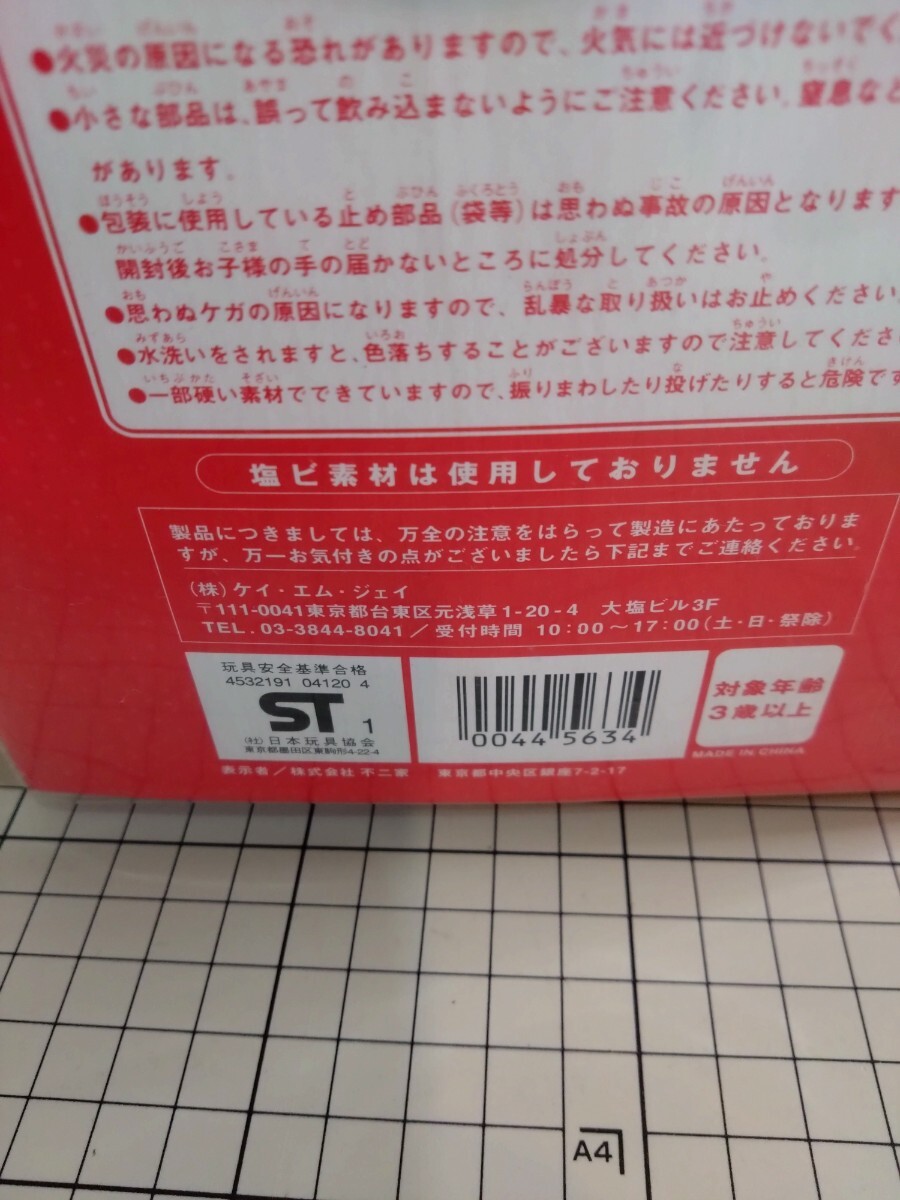 ●火災の原因になる恐れがありますので、火気には近づけないでく
●小さな部品は、誤って飲み込まないようにご注意ください。窒息など
があります。
●包装に使用している止め部品(袋等)は思わぬ事故の原因となります
開封後お子様の手の届かないところに処分してください。
●思わぬケガの原因になりますので、乱暴な取り扱いはお止めください。
●水洗いをされますと、色落ちすることがございますので注意してくださ
●一部硬い素材でできていますので、振りまわしたり投げたりすると危険です
塩ビ素材は使用しておりません
製品につきましては、万全の注意をはらって製造にあたっておりま
すが、万一お気付きの点がございましたら下記までご連絡ください。
(株)ケイ・エム・ジェイ
〒111-0041東京都台東区元浅草1-20-4 大塩ビル3F
TEL. 03-3844-8041/受付時間 10:00～17:00(土・日・祭除)
玩具安全基準合格
4532191 04120 4
ST 1
(社)日本玩具協会
東京都墨田区東駒形4-22-4
0044 5634
対象年齢
3歳以上
MADE IN CHINA
表示者/株式会社 不二家 東京都中央区銀座7-2-17
A4